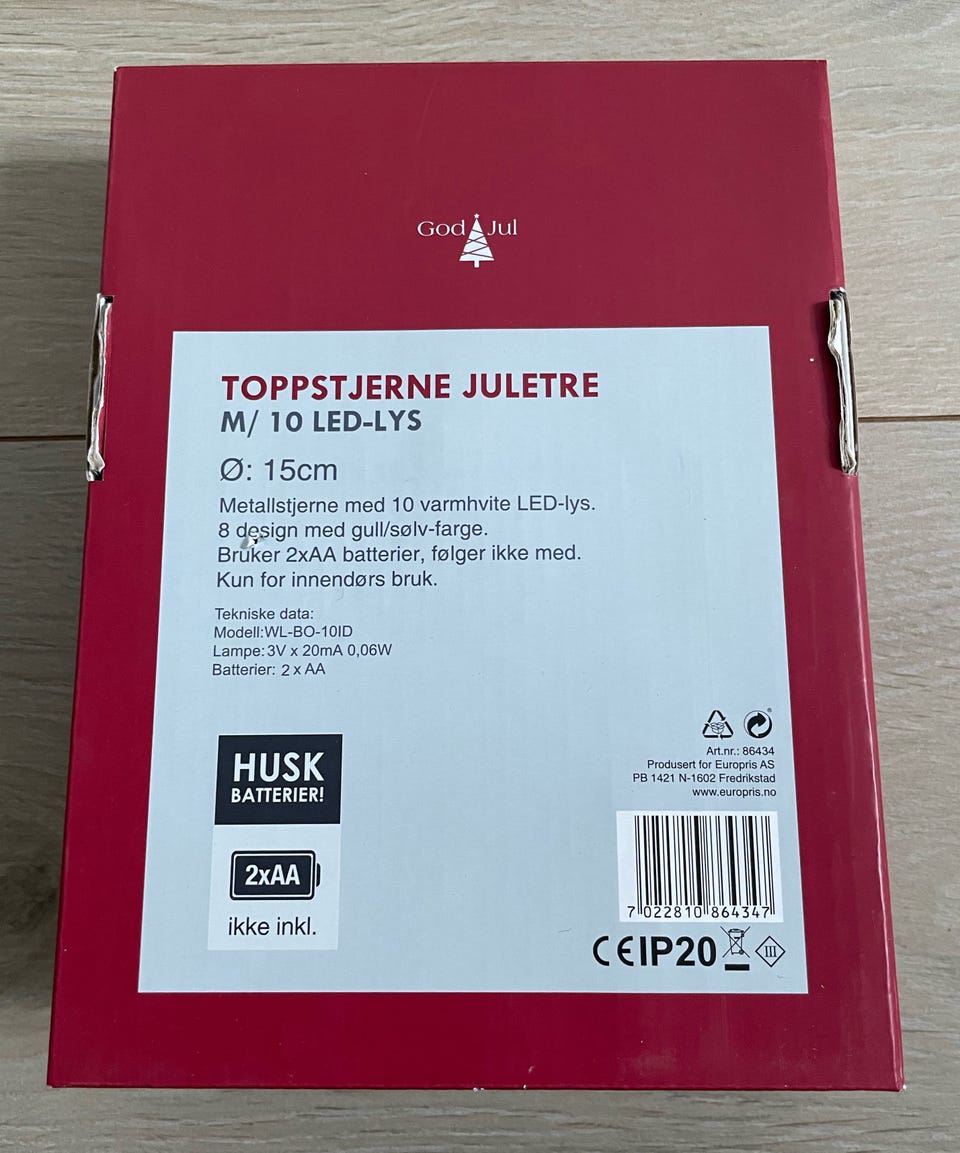 God Jul
TOPPSTJERNE JULETRE
M/ 10 LED-LYS
Ø: 15cm
Metallstjerne med 10 varmhvite LED-lys.
8 design med gull/sølv-farge.
Bruker 2xAA batterier, følger ikke med.
Kun for innendørs bruk.
Tekniske data:
Modell:WL-BO-10ID
Lampe:3V x 20mA 0,06W
Batterier: 2 x AA
HUSK
BATTERIER!
2xAA
ikke inkl.
Art.nr.: 86434
Produsert for Europris AS
PB 1421 N-1602 Fredrikstad
www.europris.no
7 022810 864347
CE IP20 III